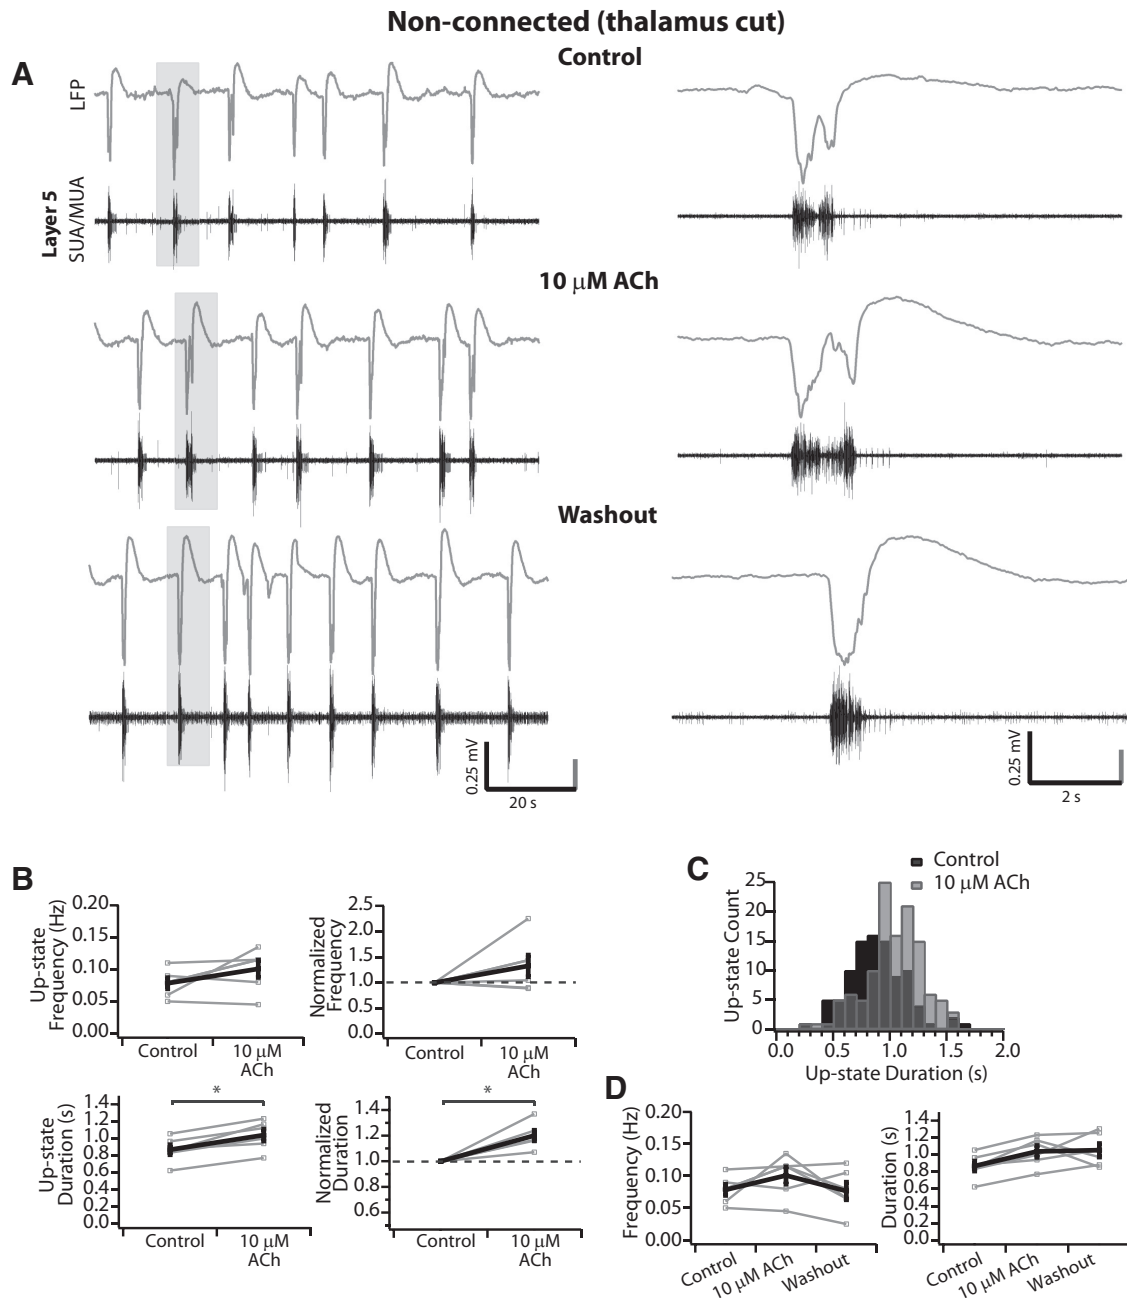 Non-connected (thalamus cut)
Control
A
LFP
Layer 5
SUA/MUA
10 μM ACh
Washout
0.25 mV
20 s
0.25 mV
2 s
B
Up-state
Frequency (Hz)
0.20
0.15
0.10
0.05
0.00
Control
10 μM
ACh
Normalized
Frequency
2.5
2.0
1.5
1.0
0.5
0.0
Control
10 μM
ACh
Up-state
Duration (s)
1.4
1.2
1.0
0.8
0.6
0.4
0.2
0.0
*
Control
10 μM
ACh
Normalized
Duration
1.4
1.2
1.0
0.8
0.6
*
Control
10 μM
ACh
C
Control
10 μM ACh
Up-state Count
25
20
15
10
5
0
0.0
0.5
1.0
1.5
2.0
Up-state Duration (s)
D
Frequency (Hz)
0.20
0.15
0.10
0.05
0.00
Control
10 μM ACh
Washout
Duration (s)
1.4
1.2
1.0
0.8
0.6
0.4
0.2
0.0
Control
10 μM ACh
Washout